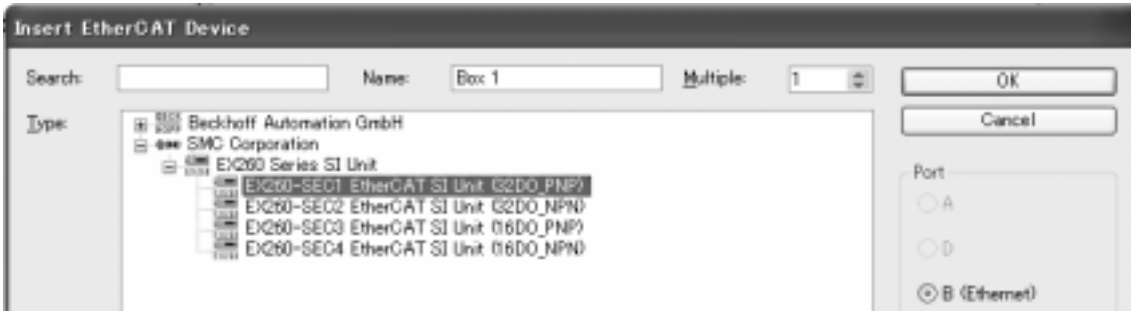 Insert EtherCAT Device
Search: Name: Box 1 Multiple: 1 OK
Type: Beckhoff Automation GmbH Cancel
SMC Corporation
EX260 Series SI Unit
Port
EX260-SEC1 EtherCAT SI Unit (32DO_PNP)
EX260-SEC2 EtherCAT SI Unit (32DO_NPN)
A
EX260-SEC3 EtherCAT SI Unit (16DO_PNP)
EX260-SEC4 EtherCAT SI Unit (16DO_NPN)
D
B (Ethernet)